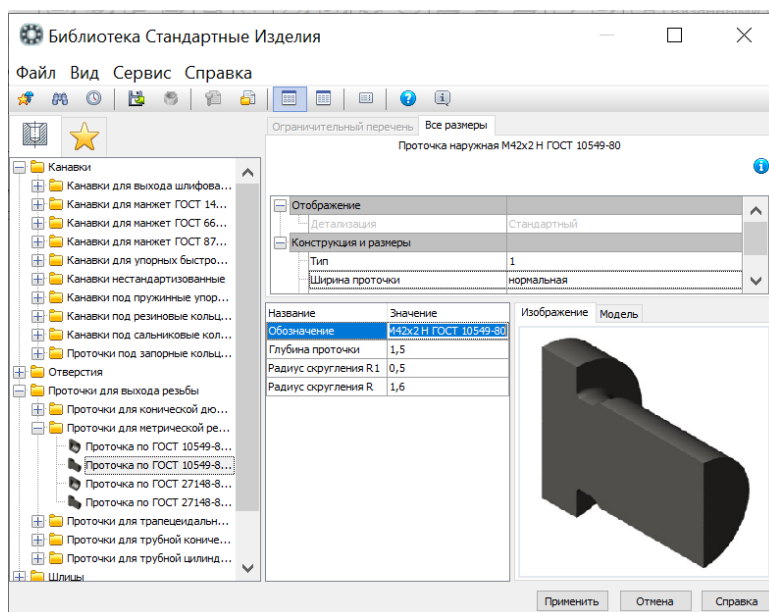 Библиотека Стандартные Изделия
Файл Вид Сервис Справка
Канавки
Канавки для выхода шлифова...
Канавки для манжет ГОСТ 14...
Канавки для манжет ГОСТ 66...
Канавки для манжет ГОСТ 87...
Канавки для упорных быстро...
Канавки нестандартизованные
Канавки под пружинные упор...
Канавки под резиновые кольц...
Канавки под сальниковые кол...
Проточки под запорные кольц...
Отверстия
Проточки для выхода резьбы
Проточки для конической дю...
Проточки для метрической ре...
Проточка по ГОСТ 10549-8...
Проточка по ГОСТ 10549-8...
Проточка по ГОСТ 27148-8...
Проточка по ГОСТ 27148-8...
Проточки для трапецеидальн...
Проточки для трубной кониче...
Проточки для трубной цилинд...
Шлицы
Ограничительный перечень Все размеры
Проточка наружная М42х2 Н ГОСТ 10549-80
Отображение
Детализация Стандартный
Конструкция и размеры
Тип 1
Ширина проточки нормальная
Название Значение
Обозначение М42х2 Н ГОСТ 10549-80
Глубина проточки 1,5
Радиус скругления R1 0,5
Радиус скругления R 1,6
Изображение Модель
Применить Отмена Справка